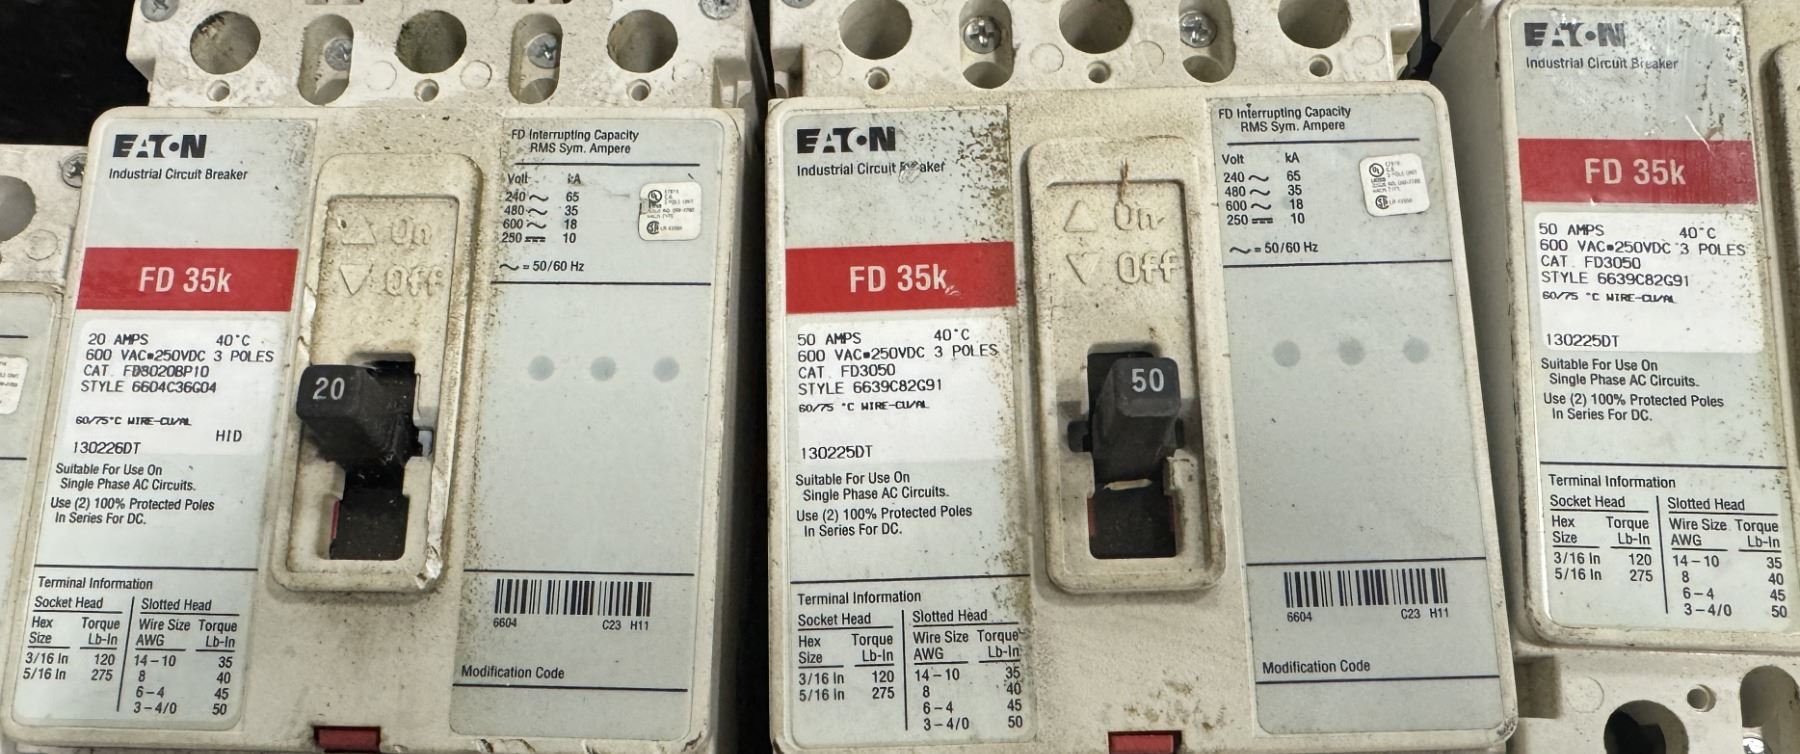 EATON
Industrial Circuit Breaker
FD 35k
20 AMPS 40°C
600 VAC▪250VDC 3 POLES
CAT. FD3020BP10
STYLE 6604C36G04
60/75°C WIRE-CU/AL
HID
130226DT
Suitable For Use On
Single Phase AC Circuits.
Use (2) 100% Protected Poles
In Series For DC.
Terminal Information
Socket Head Slotted Head
Hex Torque Wire Size Torque
Size Lb-In AWG Lb-In
3/16 In 120 14-10 35
5/16 In 275 8 40
6-4 45
3-4/0 50
On
Off
20
FD Interrupting Capacity
RMS Sym. Ampere
Volt kA
240 ~ 65
480 ~ 35
600 ~ 18
250 ⎓ 10
~ = 50/60 Hz
6604 C23 H11
Modification Code
EATON
Industrial Circuit Breaker
FD 35k
50 AMPS 40°C
600 VAC▪250VDC 3 POLES
CAT. FD3050
STYLE 6639C82G91
60/75 °C WIRE-CU/AL
130225DT
Suitable For Use On
Single Phase AC Circuits.
Use (2) 100% Protected Poles
In Series For DC.
Terminal Information
Socket Head Slotted Head
Hex Torque Wire Size Torque
Size Lb-In AWG Lb-In
3/16 In 120 14-10 35
5/16 In 275 8 40
6-4 45
3-4/0 50
On
Off
50
FD Interrupting Capacity
RMS Sym. Ampere
Volt kA
240 ~ 65
480 ~ 35
600 ~ 18
250 ⎓ 10
~ = 50/60 Hz
6604 C23 H11
Modification Code
EATON
Industrial Circuit Breaker
FD 35k
50 AMPS 40°C
600 VAC▪250VDC 3 POLES
CAT. FD3050
STYLE 6639C82G91
60/75 °C WIRE-CU/AL
130225DT
Suitable For Use On
Single Phase AC Circuits.
Use (2) 100% Protected Poles
In Series For DC.
Terminal Information
Socket Head Slotted Head
Hex Torque Wire Size Torque
Size Lb-In AWG Lb-In
3/16 In 120 14-10 35
5/16 In 275 8 40
6-4 45
3-4/0 50